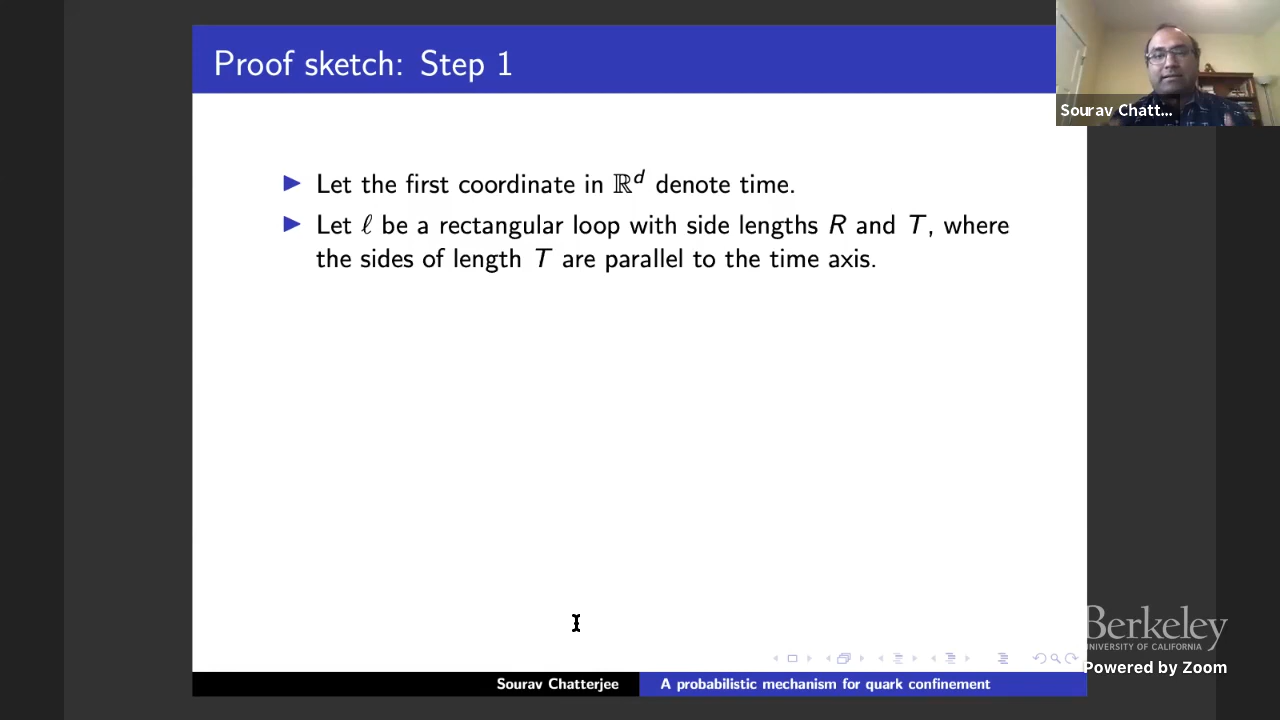 Proof sketch: Step 1
Sourav Chatt...
▶ Let the first coordinate in ℝᵈ denote time.
▶ Let ℓ be a rectangular loop with side lengths R and T, where
the sides of length T are parallel to the time axis.
Berkeley
UNIVERSITY OF CALIFORNIA
Powered by Zoom
Sourav Chatterjee
A probabilistic mechanism for quark confinement